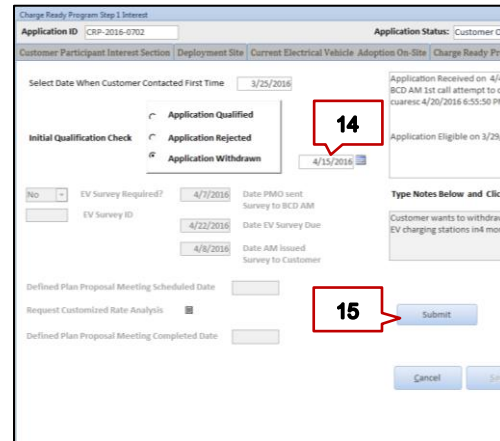 Charge Ready Program Step 1 Interest
Application ID CRP-2016-0702 Application Status: Customer
Customer Participant Interest Section Deployment Site Current Electrical Vehicle Adoption On-Site Charge Ready
Select Date When Customer Contacted First Time 3/25/2016
Application Received on
BCD AM 1st call attempt to
cuaresc 4/20/2016 6:55:50
Application Eligible on 3/29
Initial Qualification Check
Application Qualified
Application Rejected
Application Withdrawn
14
4/15/2016
No EV Survey Required? 4/7/2016 Date PMO sent
Survey to BCD AM
EV Survey ID
4/22/2016 Date EV Survey Due
4/8/2016 Date AM issued
Survey to Customer
Type Notes Below and
Customer wants to
EV charging stations in4
Defined Plan Proposal Meeting Scheduled Date
Request Customized Rate Analysis
Defined Plan Proposal Meeting Completed Date
15
Submit
Cancel